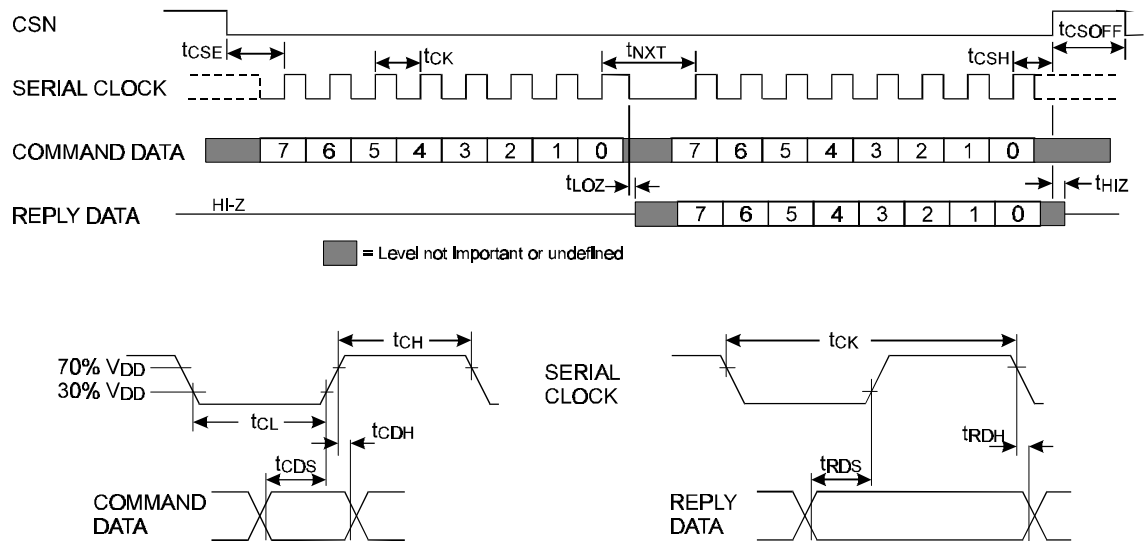 CSN
tCSE
tCK
tNXT
tCSH
tCSOFF
SERIAL CLOCK
COMMAND DATA
7 6 5 4 3 2 1 0 7 6 5 4 3 2 1 0
tLOZ
tHIZ
REPLY DATA
HI-Z
7 6 5 4 3 2 1 0
= Level not Important or undefined
70% VDD
30% VDD
tCH
tCL
tCDH
tCDS
COMMAND
DATA
SERIAL
CLOCK
tCK
tRDH
tRDS
REPLY
DATA